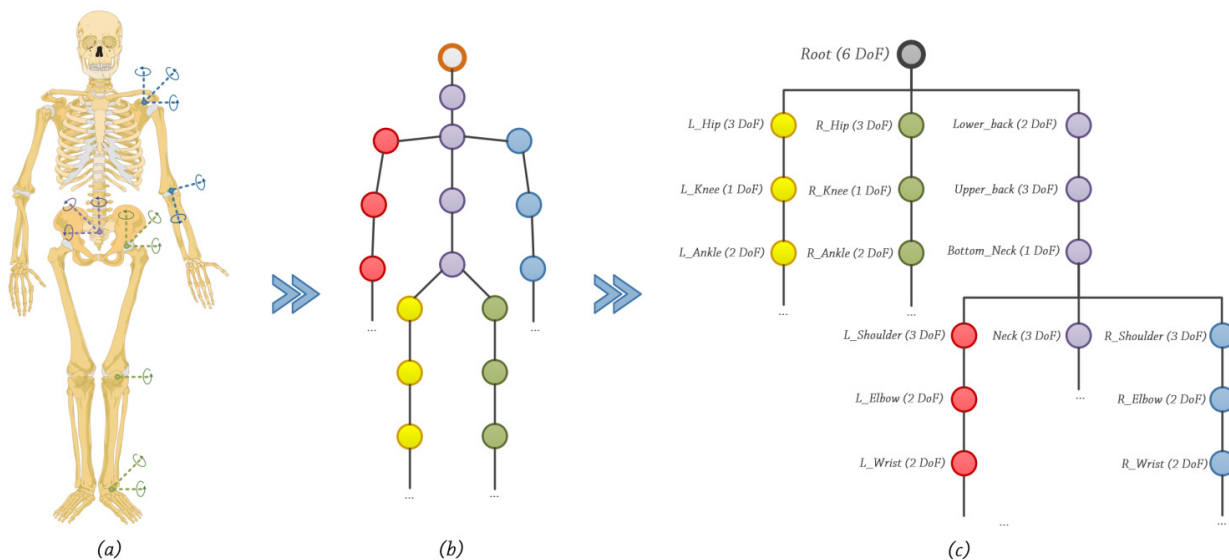 Root (6 DoF)
L_Hip (3 DoF) R_Hip (3 DoF) Lower_back (2 DoF)
L_Knee (1 DoF) R_Knee (1 DoF) Upper_back (3 DoF)
L_Ankle (2 DoF) R_Ankle (2 DoF) Bottom_Neck (1 DoF)
... ...
L_Shoulder (3 DoF) Neck (3 DoF) R_Shoulder (3 DoF)
... ...
L_Elbow (2 DoF) ... R_Elbow (2 DoF)
L_Wrist (2 DoF) R_Wrist (2 DoF)
... ...
... ...
(a) (b) (c)